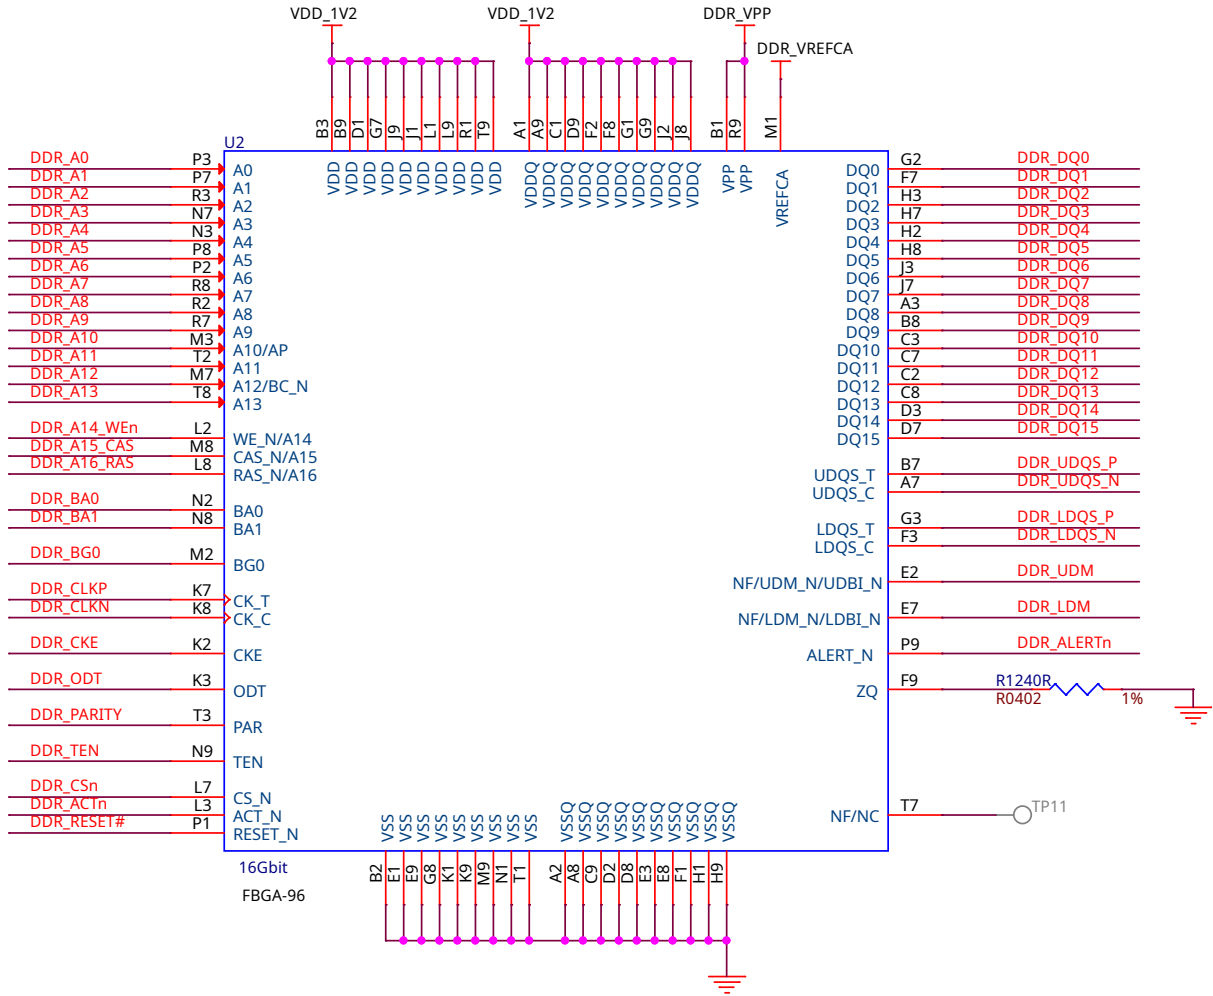 VDD_1V2
VDD_1V2
DDR_VPP
DDR_VREFCA
B3 B9 D1 G7 J9 J1 L1 L9 R1 T9
A1 A9 C1 D9 F2 F8 G1 G9 J2 J8
B1 R9
M1
U2
VDD VDD VDD VDD VDD VDD VDD VDD VDD VDD
VDDQ VDDQ VDDQ VDDQ VDDQ VDDQ VDDQ VDDQ VDDQ VDDQ
VPP VPP
VREFCA
DDR_A0 P3 A0
DDR_A1 P7 A1
DDR_A2 R3 A2
DDR_A3 N7 A3
DDR_A4 N3 A4
DDR_A5 P8 A5
DDR_A6 P2 A6
DDR_A7 R8 A7
DDR_A8 R2 A8
DDR_A9 R7 A9
DDR_A10 M3 A10/AP
DDR_A11 T2 A11
DDR_A12 M7 A12/BC_N
DDR_A13 T8 A13
DDR_A14_WEn L2 WE_N/A14
DDR_A15_CAS M8 CAS_N/A15
DDR_A16_RAS L8 RAS_N/A16
DDR_BA0 N2 BA0
DDR_BA1 N8 BA1
DDR_BG0 M2 BG0
DDR_CLKP K7 CK_T
DDR_CLKN K8 CK_C
DDR_CKE K2 CKE
DDR_ODT K3 ODT
DDR_PARITY T3 PAR
DDR_TEN N9 TEN
DDR_CSn L7 CS_N
DDR_ACTn L3 ACT_N
DDR_RESET# P1 RESET_N
DQ0 G2 DDR_DQ0
DQ1 F7 DDR_DQ1
DQ2 H3 DDR_DQ2
DQ3 H7 DDR_DQ3
DQ4 H2 DDR_DQ4
DQ5 H8 DDR_DQ5
DQ6 J3 DDR_DQ6
DQ7 J7 DDR_DQ7
DQ8 A3 DDR_DQ8
DQ9 B8 DDR_DQ9
DQ10 C3 DDR_DQ10
DQ11 C7 DDR_DQ11
DQ12 C2 DDR_DQ12
DQ13 C8 DDR_DQ13
DQ14 D3 DDR_DQ14
DQ15 D7 DDR_DQ15
UDQS_T B7 DDR_UDQS_P
UDQS_C A7 DDR_UDQS_N
LDQS_T G3 DDR_LDQS_P
LDQS_C F3 DDR_LDQS_N
NF/UDM_N/UDBI_N E2 DDR_UDM
NF/LDM_N/LDBI_N E7 DDR_LDM
ALERT_N P9 DDR_ALERTn
ZQ F9 R1240R
R0402 1%
NF/NC T7 TP11
VSS VSS VSS VSS VSS VSS VSS VSS VSS
VSSQ VSSQ VSSQ VSSQ VSSQ VSSQ VSSQ VSSQ VSSQ VSSQ
B2 E1 E9 G8 K1 K9 M9 N1 T1
A2 A8 C9 D2 D8 E3 E8 F1 H1 H9
16Gbit
FBGA-96